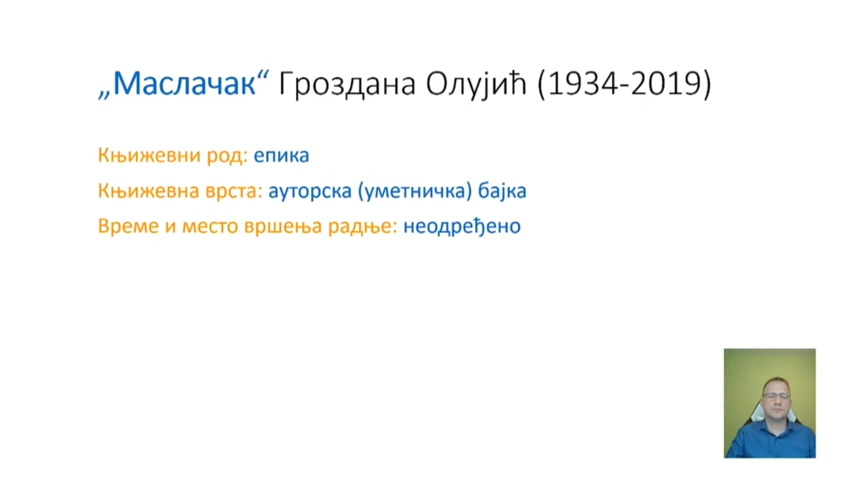 „Маслачак“ Гроздана Олујић (1934-2019)
Књижевни род: епика
Књижевна врста: ауторска (уметничка) бајка
Време и место вршења радње: неодређено